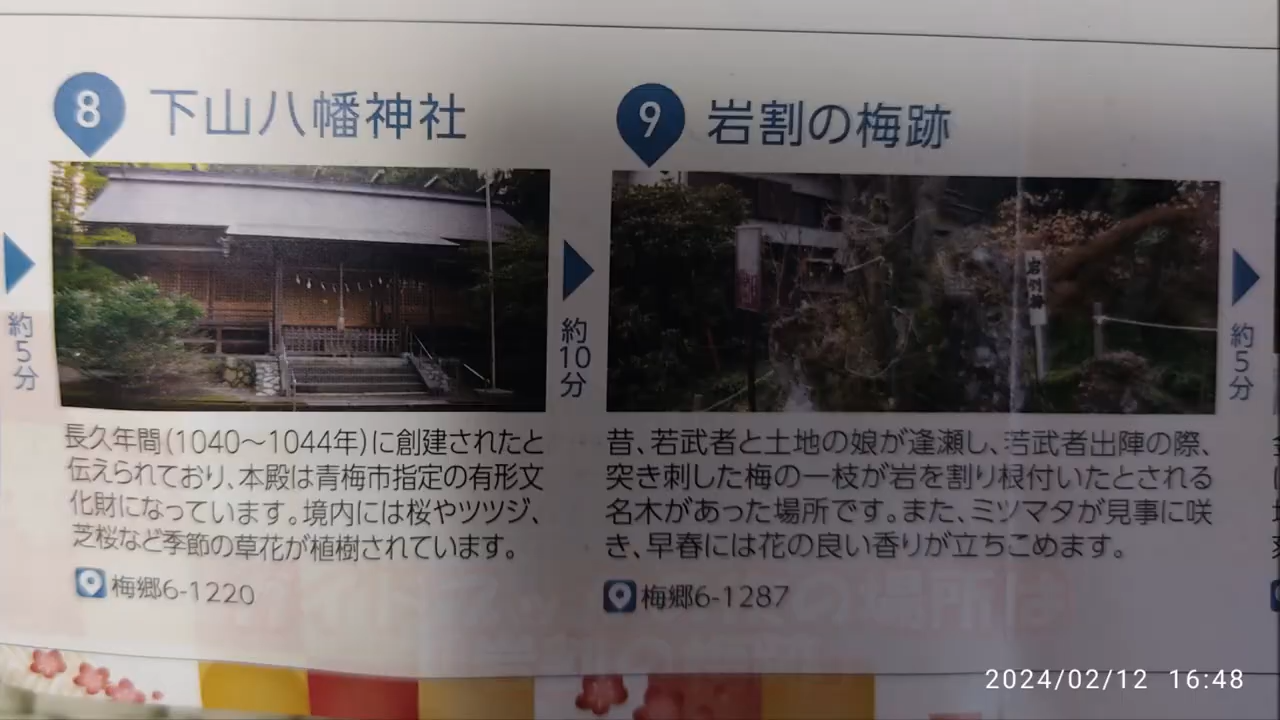 8 下山八幡神社
約5分
長久年間(1040～1044年)に創建されたと
伝えられており、本殿は青梅市指定の有形文
化財になっています。境内には桜やツツジ、
芝桜など季節の草花が植樹されています。
梅郷6-1220
約10分
9 岩割の梅跡
岩割梅
昔、若武者と土地の娘が逢瀬し、若武者出陣の際、
突き刺した梅の一枝が岩を割り根付いたとされる
名木があった場所です。また、ミツマタが見事に咲
き、早春には花の良い香りが立ちこめます。
梅郷6-1287
約5分
2024/02/12 16:48